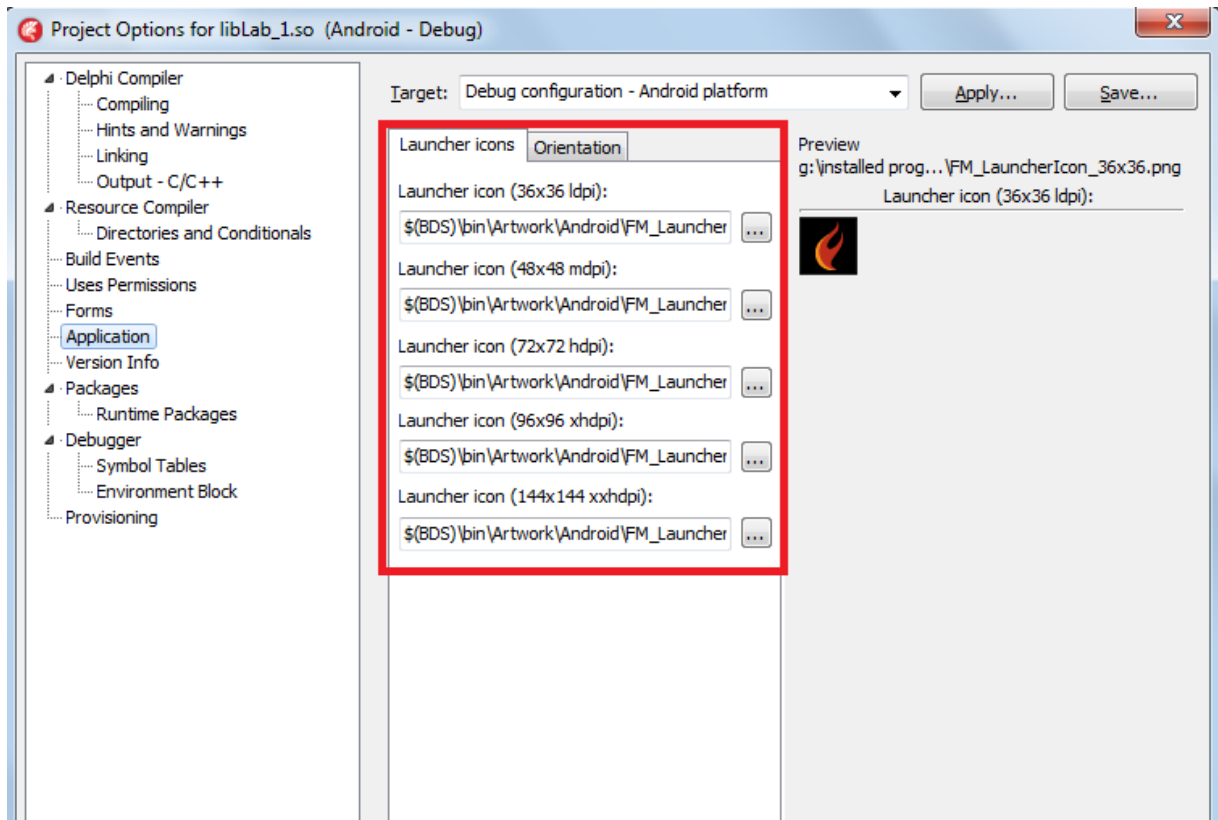 Project Options for libLab_1.so (Android - Debug)
Delphi Compiler
Compiling
Hints and Warnings
Linking
Output - C/C++
Resource Compiler
Directories and Conditionals
Build Events
Uses Permissions
Forms
Application
Version Info
Packages
Runtime Packages
Debugger
Symbol Tables
Environment Block
Provisioning
Target: Debug configuration - Android platform
Apply... Save...
Launcher icons Orientation
Launcher icon (36x36 ldpi):
$(BDS)\bin\Artwork\Android\FM_Launcher ...
Launcher icon (48x48 mdpi):
$(BDS)\bin\Artwork\Android\FM_Launcher ...
Launcher icon (72x72 hdpi):
$(BDS)\bin\Artwork\Android\FM_Launcher ...
Launcher icon (96x96 xhdpi):
$(BDS)\bin\Artwork\Android\FM_Launcher ...
Launcher icon (144x144 xxhdpi):
$(BDS)\bin\Artwork\Android\FM_Launcher ...
Preview
g:\installed prog...\FM_LauncherIcon_36x36.png
Launcher icon (36x36 ldpi):